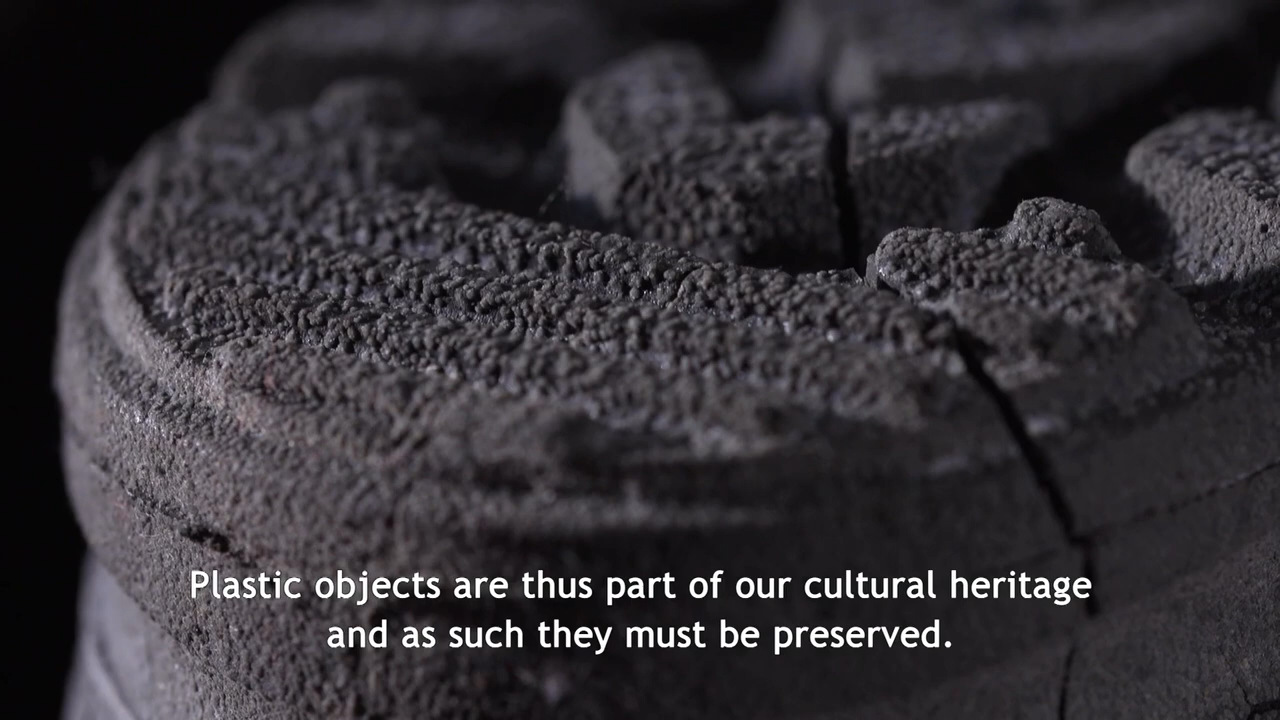 Plastic objects are thus part of our cultural heritage
and as such they must be preserved.